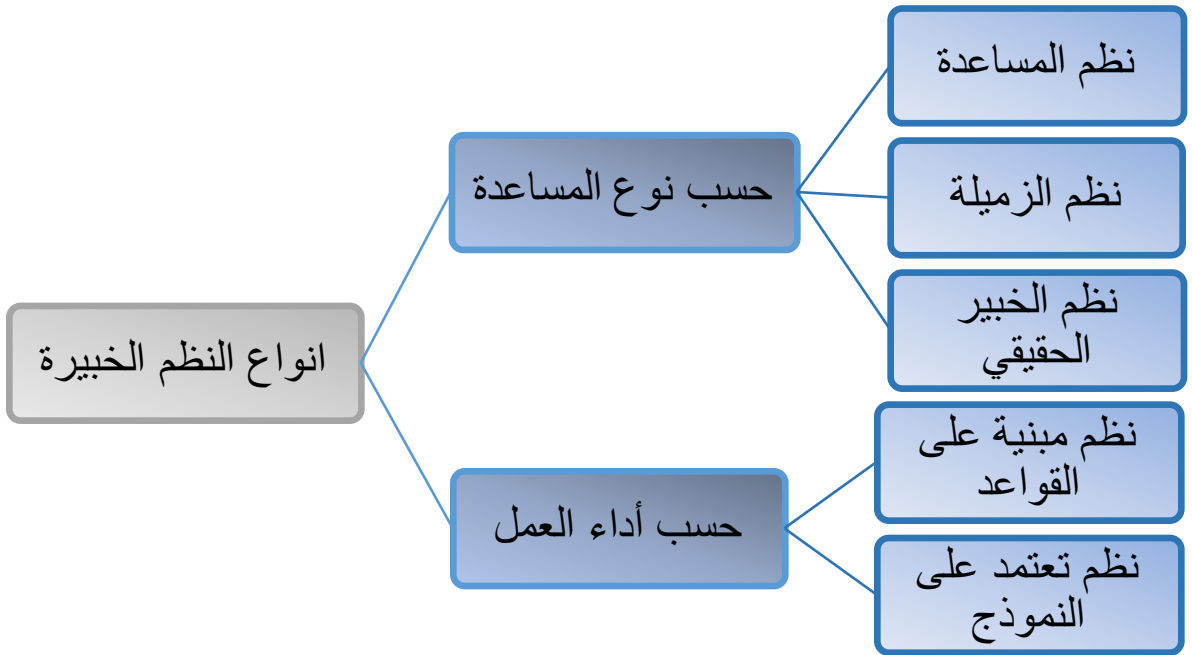 انواع النظم الخبيرة
حسب نوع المساعدة
نظم المساعدة
نظم الزميلة
نظم الخبير
الحقيقي
حسب أداء العمل
نظم مبنية على
القواعد
نظم تعتمد على
النموذج